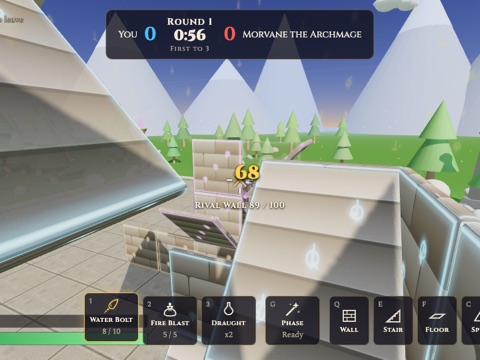 leave
Round 1
You 0 0:56 0 Morvane the Archmage
First to 3
-68
Rival Wall 89 / 100
1 Water Bolt 8 / 10
2 Fire Blast 5 / 5
3 Draught x2
G Phase Ready
Q Wall
E Stair
F Floor
C